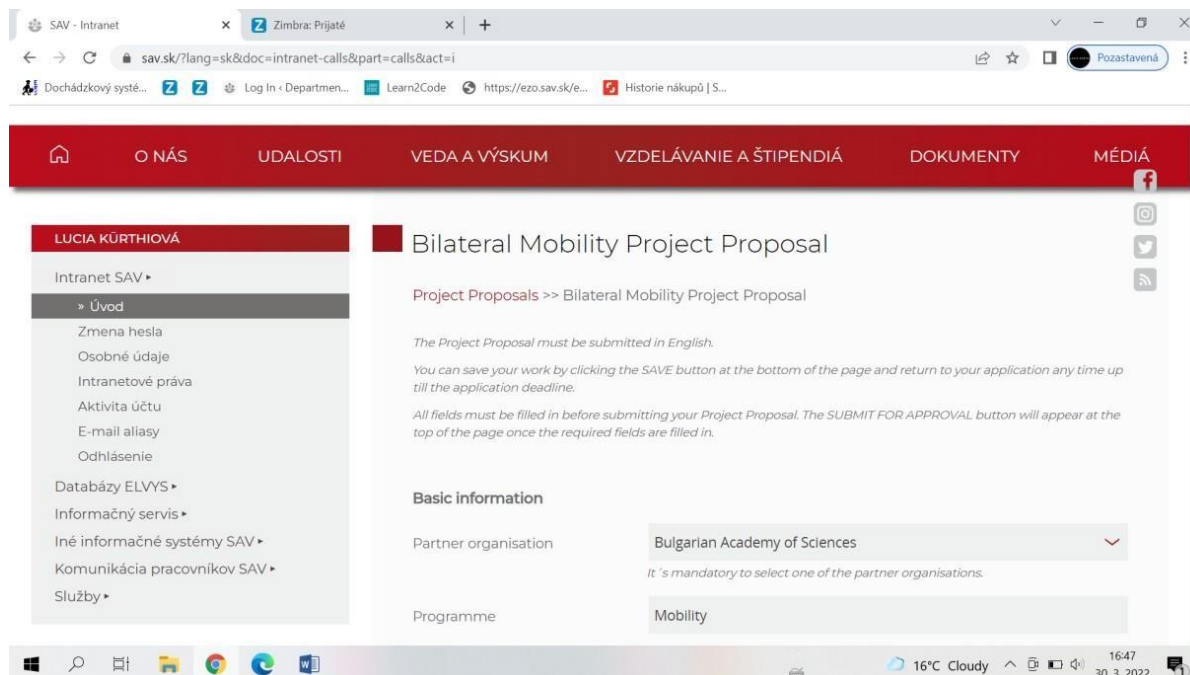 SAV - Intranet
Zimbra: Prijaté
sav.sk/?lang=sk&doc=intranet-calls&part=calls&act=i
Pozastavená
Dochádzkový systé...
Log In ‹ Departmen...
Learn2Code
https://ezo.sav.sk/e...
Historie nákupů | S...
O NÁS
UDALOSTI
VEDA A VÝSKUM
VZDELÁVANIE A ŠTIPENDIÁ
DOKUMENTY
MÉDIÁ
LUCIA KŰRTHIOVÁ
Intranet SAV ▸
» Úvod
Zmena hesla
Osobné údaje
Intranetové práva
Aktivita účtu
E-mail aliasy
Odhlásenie
Databázy ELVYS ▸
Informačný servis ▸
Iné informačné systémy SAV ▸
Komunikácia pracovníkov SAV ▸
Služby ▸
Bilateral Mobility Project Proposal
Project Proposals >> Bilateral Mobility Project Proposal
The Project Proposal must be submitted in English.
You can save your work by clicking the SAVE button at the bottom of the page and return to your application any time up
till the application deadline.
All fields must be filled in before submitting your Project Proposal. The SUBMIT FOR APPROVAL button will appear at the
top of the page once the required fields are filled in.
Basic information
Partner organisation
Bulgarian Academy of Sciences
It ´s mandatory to select one of the partner organisations.
Programme
Mobility
16°C Cloudy
16:47
30. 3. 2022
1